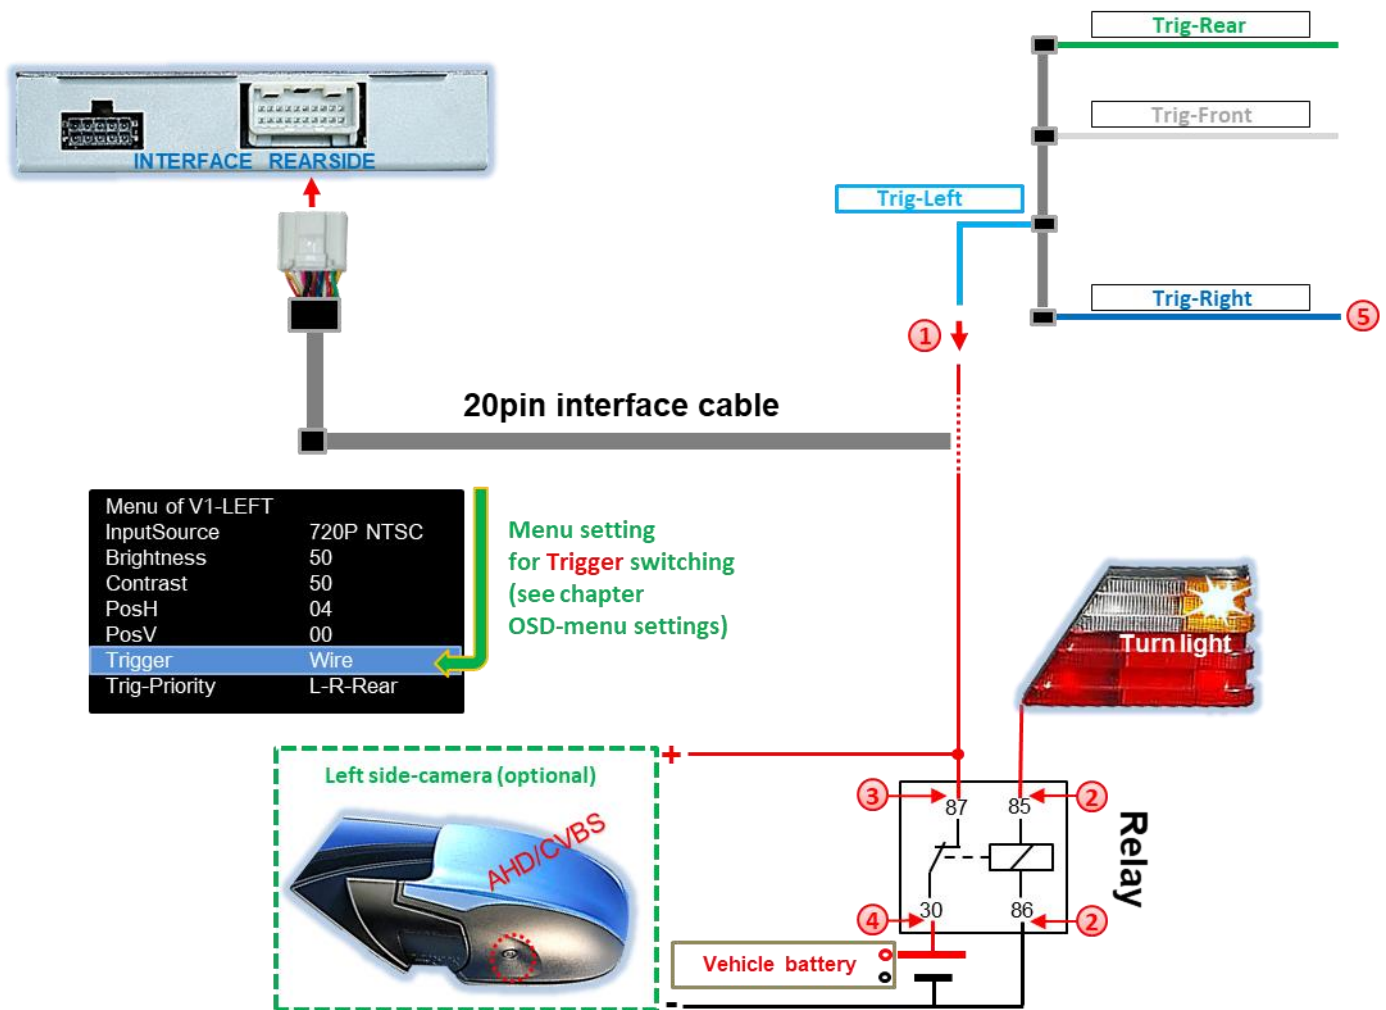 Trig-Rear
Trig-Front
INTERFACE REARSIDE
Trig-Left
Trig-Right
5
1
20pin interface cable
Menu of V1-LEFT
InputSource 720P NTSC
Brightness 50
Contrast 50
PosH 04
PosV 00
Trigger Wire
Trig-Priority L-R-Rear
Menu setting
for Trigger switching
(see chapter
OSD-menu settings)
Turn light
+
Left side-camera (optional)
AHD/CVBS
3
87
85
2
Relay
4
30
86
2
Vehicle battery
-